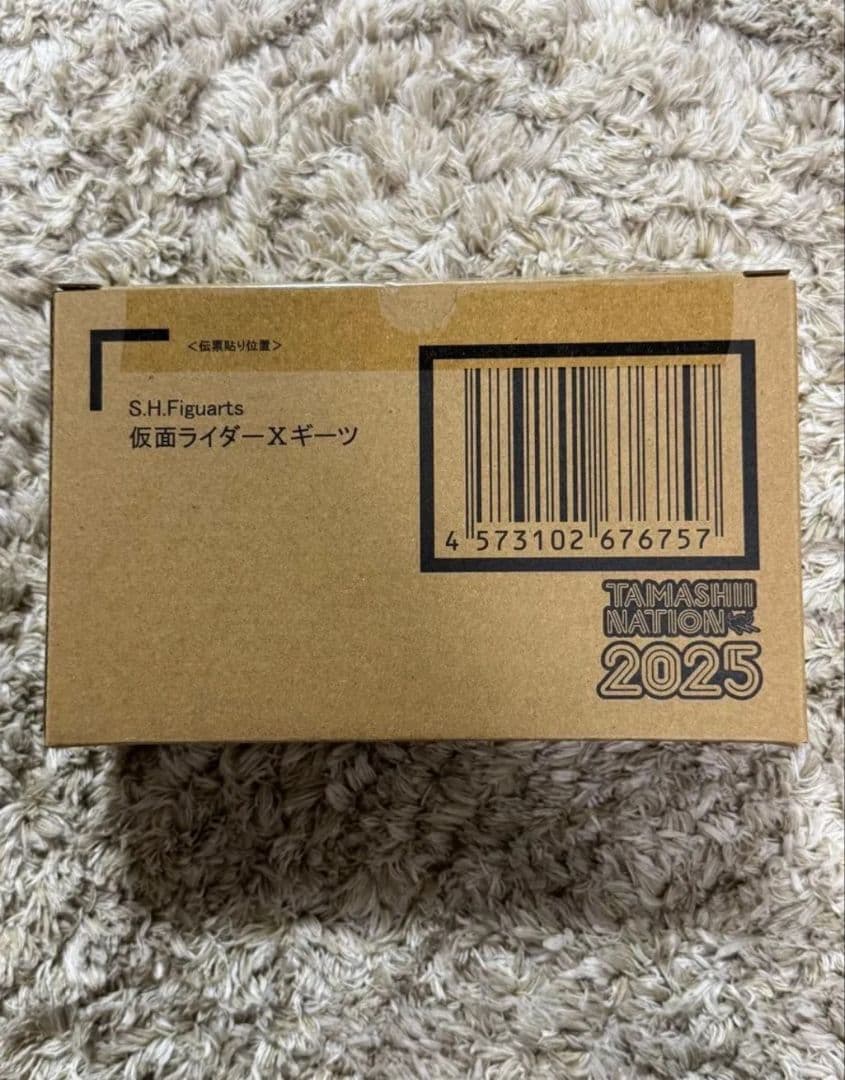 <伝票貼り位置>
S.H.Figuarts
仮面ライダーXギーツ
4 573102 676757
TAMASHII
NATION
2025